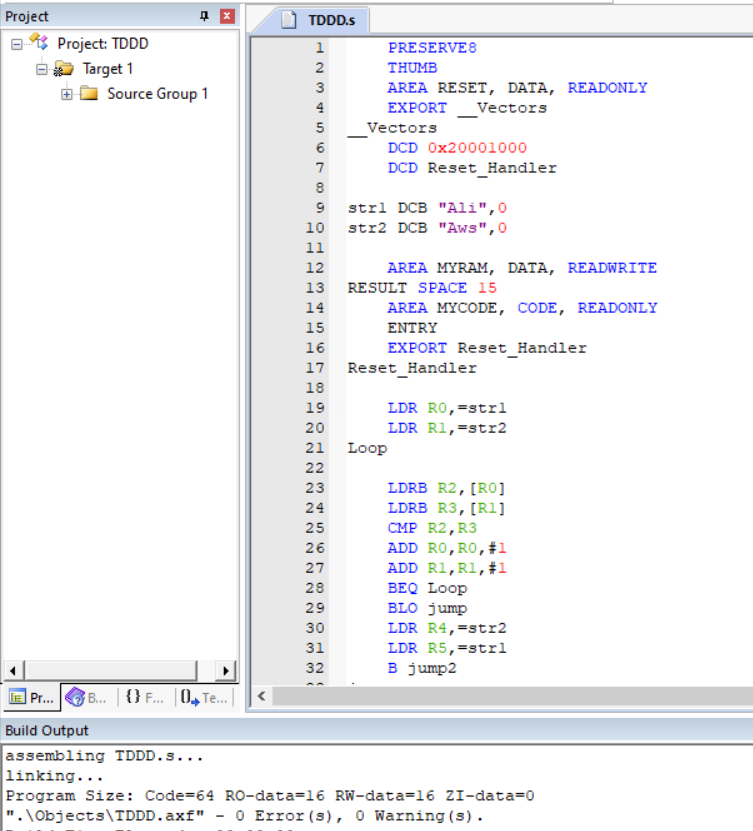 Project
Project: TDDD
Target 1
Source Group 1
Pr...
B...
{} F...
Te...
TDDD.s
1 PRESERVE8
2 THUMB
3 AREA RESET, DATA, READONLY
4 EXPORT __Vectors
5 __Vectors
6 DCD 0x20001000
7 DCD Reset_Handler
8
9 str1 DCB "Ali",0
10 str2 DCB "Aws",0
11
12 AREA MYRAM, DATA, READWRITE
13 RESULT SPACE 15
14 AREA MYCODE, CODE, READONLY
15 ENTRY
16 EXPORT Reset_Handler
17 Reset_Handler
18
19 LDR R0,=str1
20 LDR R1,=str2
21 Loop
22
23 LDRB R2,[R0]
24 LDRB R3,[R1]
25 CMP R2,R3
26 ADD R0,R0,#1
27 ADD R1,R1,#1
28 BEQ Loop
29 BLO jump
30 LDR R4,=str2
31 LDR R5,=str1
32 B jump2
Build Output
assembling TDDD.s...
linking...
Program Size: Code=64 RO-data=16 RW-data=16 ZI-data=0
".\Objects\TDDD.axf" - 0 Error(s), 0 Warning(s).